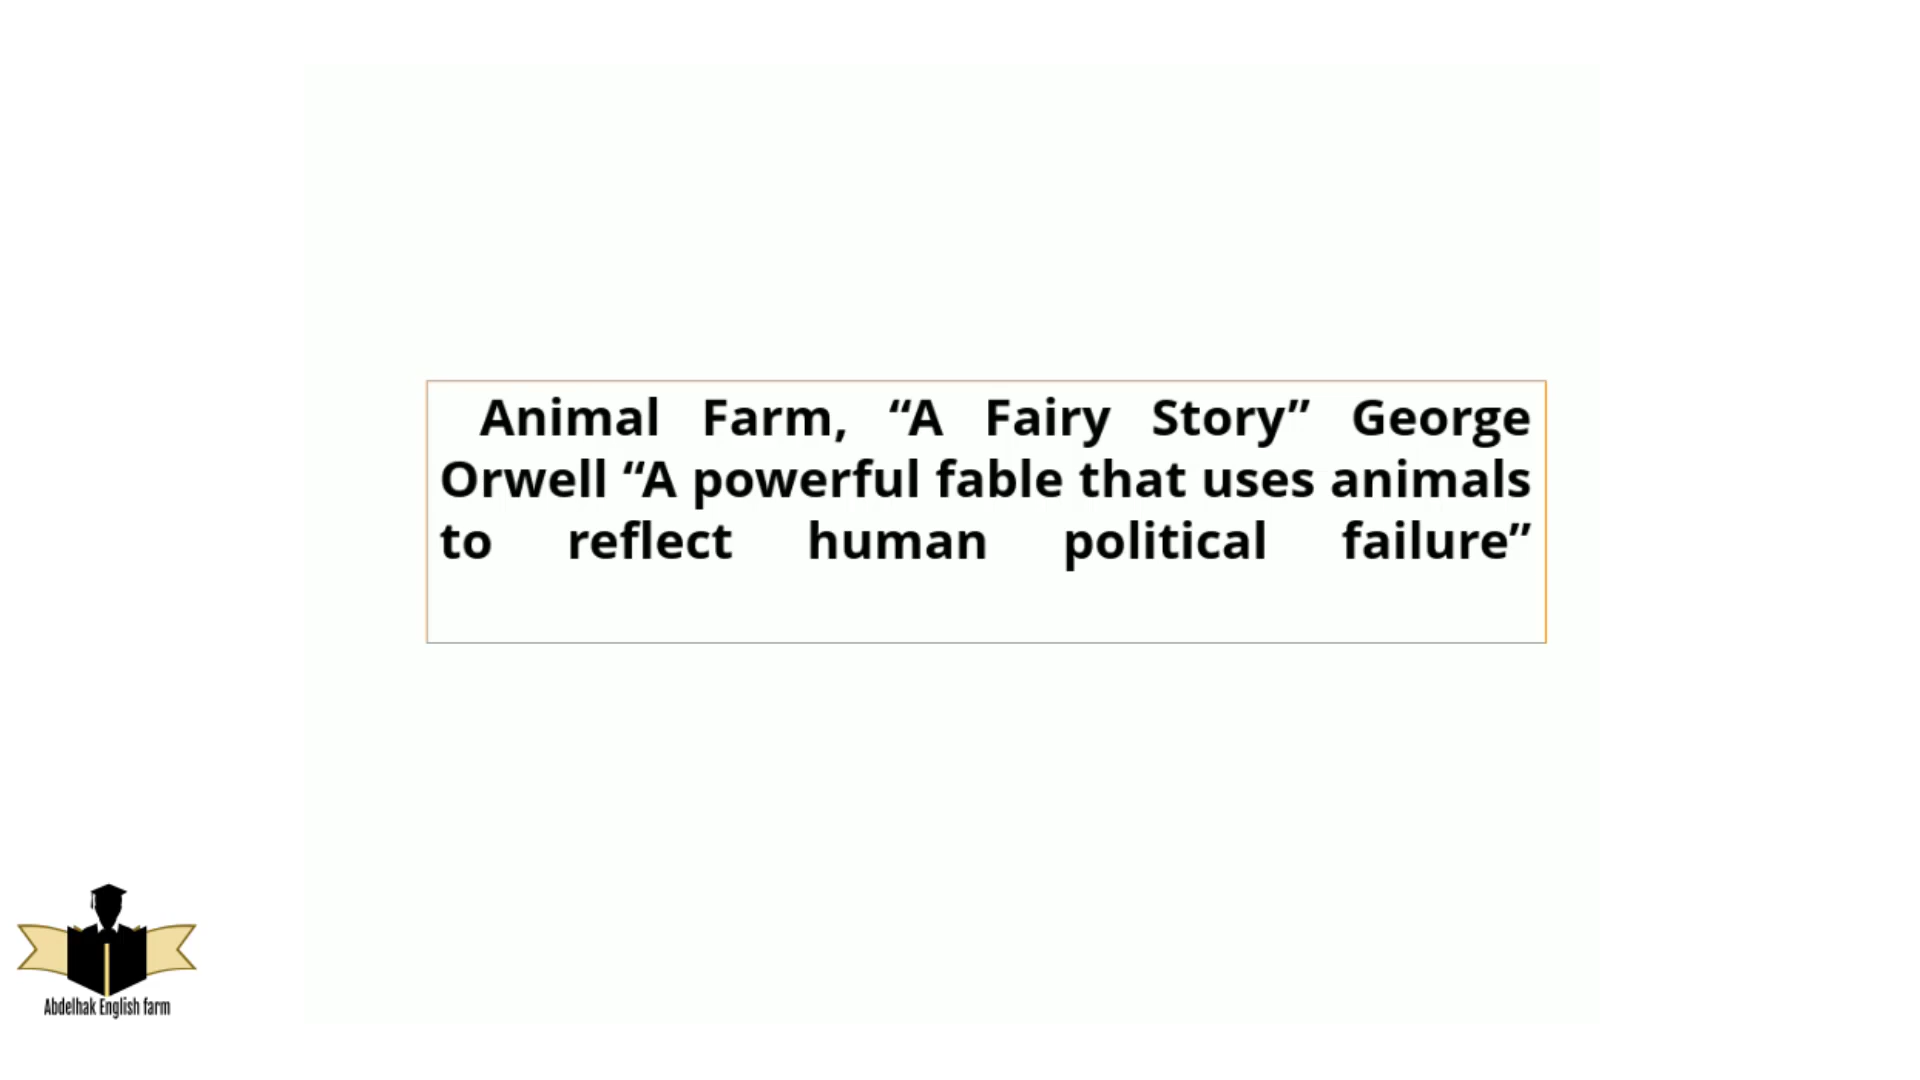 Animal Farm, “A Fairy Story” George
Orwell “A powerful fable that uses animals
to reflect human political failure”
Abdelhak English farm